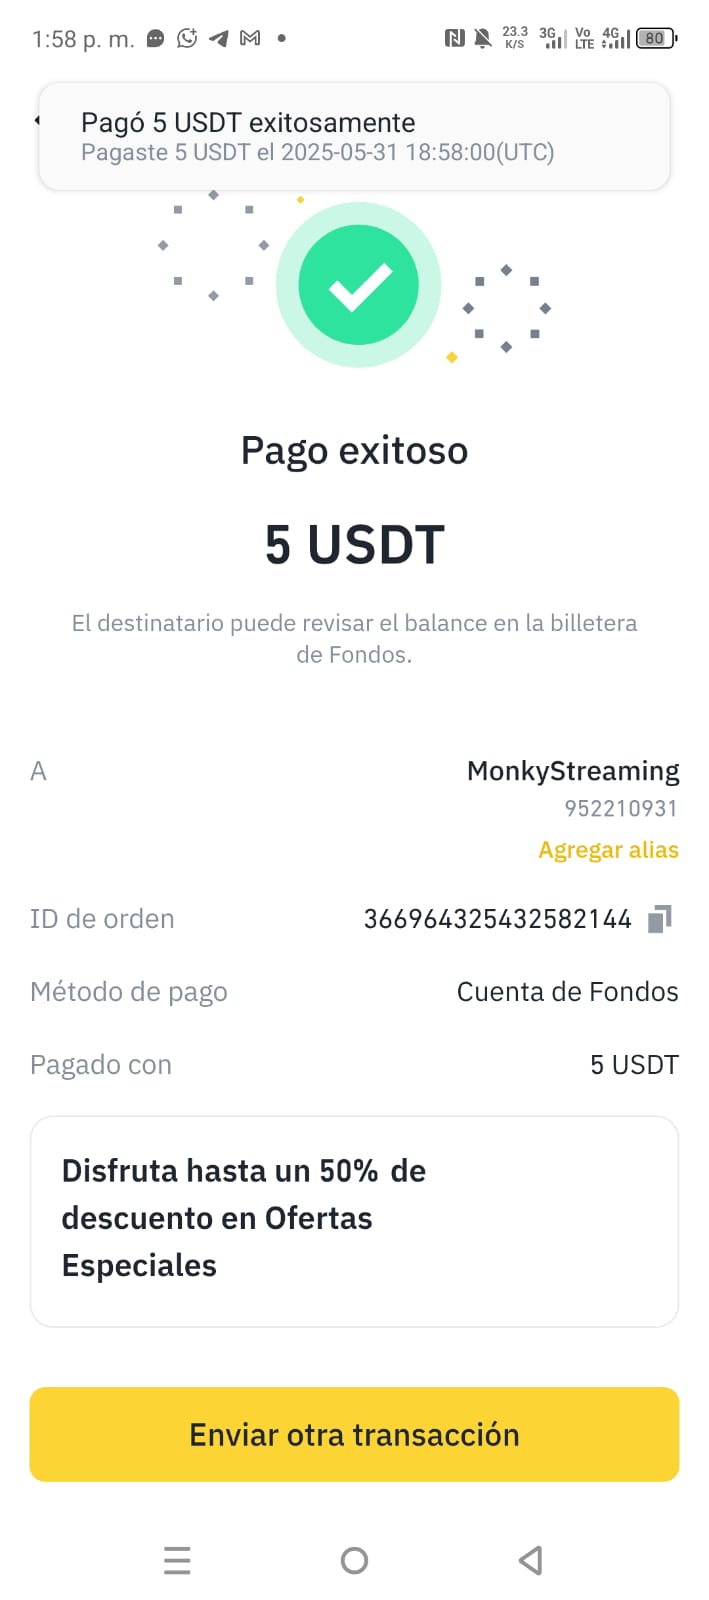 1:58 p. m.
23.3 K/S 3G Vo LTE 4G 80
Pagó 5 USDT exitosamente
Pagaste 5 USDT el 2025-05-31 18:58:00(UTC)
Pago exitoso
5 USDT
El destinatario puede revisar el balance en la billetera
de Fondos.
A MonkyStreaming
952210931
Agregar alias
ID de orden 366964325432582144
Método de pago Cuenta de Fondos
Pagado con 5 USDT
Disfruta hasta un 50% de
descuento en Ofertas
Especiales
Enviar otra transacción